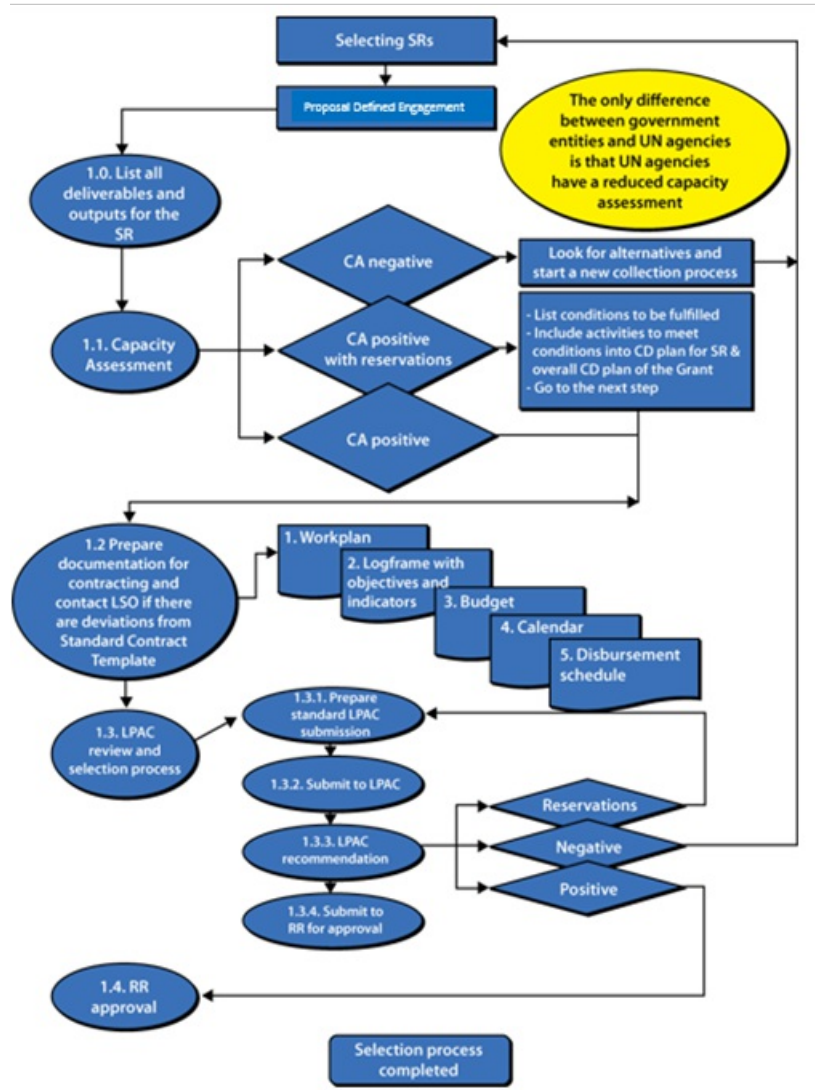 Selecting SRs
Proposal Defined Engagement
The only difference
between government
entities and UN agencies
is that UN agencies
have a reduced capacity
assessment
1.0. List all
deliverables and
outputs for the
SR
CA negative
Look for alternatives and
start a new collection process
1.1. Capacity
Assessment
CA positive
with reservations
- List conditions to be fulfilled
- Include activities to meet
conditions into CD plan for SR &
overall CD plan of the Grant
- Go to the next step
CA positive
1.2 Prepare
documentation for
contracting and
contact LSO if there
are deviations from
Standard Contract
Template
1. Workplan
2. Logframe with
objectives and
indicators
3. Budget
4. Calendar
5. Disbursement
schedule
1.3. LPAC
review and
selection process
1.3.1. Prepare
standard LPAC
submission
1.3.2. Submit to LPAC
1.3.3. LPAC
recommendation
Reservations
Negative
Positive
1.3.4. Submit to
RR for approval
1.4. RR
approval
Selection process
completed